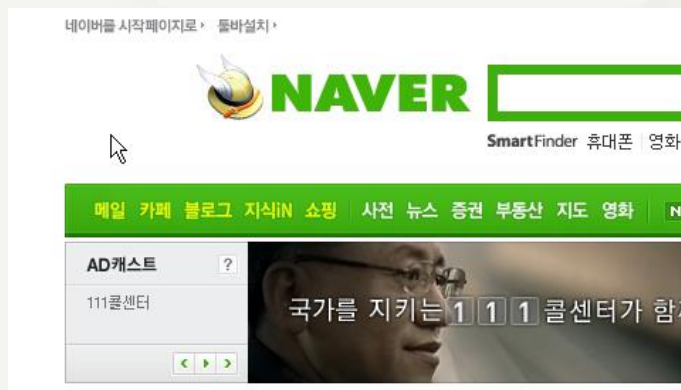 네이버를 시작페이지로 툴바설치
NAVER
SmartFinder 휴대폰 영화
메일 카페 블로그 지식iN 쇼핑 사전 뉴스 증권 부동산 지도 영화 N
AD캐스트 ?
111콜센터
국가를 지키는 1 1 1 콜센터가 함